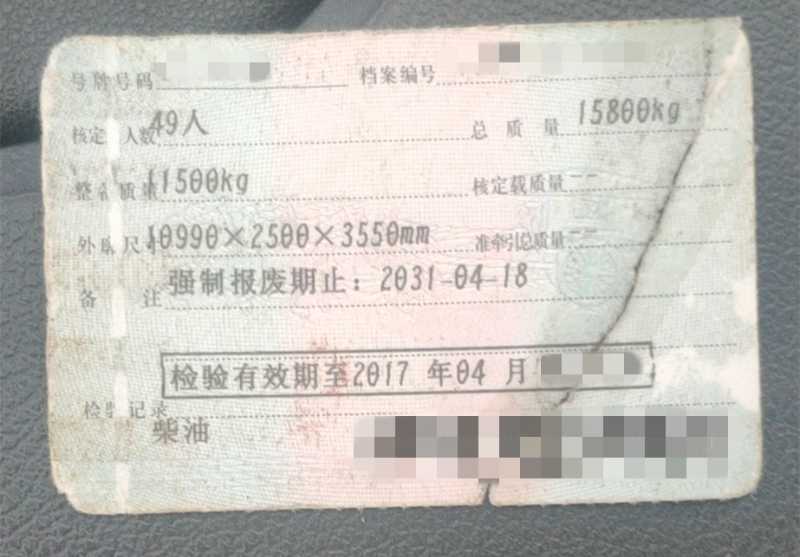 号牌号码 档案编号
核定 人数 49人 总质量 15800kg
整备质量 11500kg 核定载质量 --
外廓尺寸 10990×2500×3550mm 准牵引总质量 --
备注 强制报废期止：2031-04-18
检验有效期至2017 年04 月
检验记录
柴油